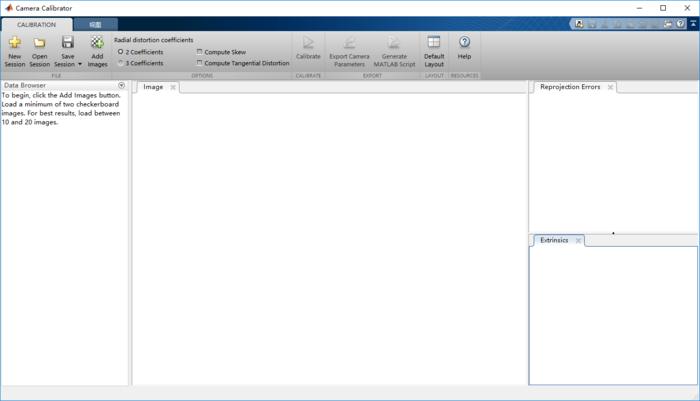 Camera Calibrator
CALIBRATION
视图
New Session
Open Session
Save Session
Add Images
Radial distortion coefficients
2 Coefficients
3 Coefficients
Compute Skew
Compute Tangential Distortion
Calibrate
Export Camera Parameters
Generate MATLAB Script
Default Layout
Help
FILE
OPTIONS
CALIBRATE
EXPORT
LAYOUT
RESOURCES
Data Browser
Image
Reprojection Errors
To begin, click the Add Images button.
Load a minimum of two checkerboard
images. For best results, load between
10 and 20 images.
Extrinsics